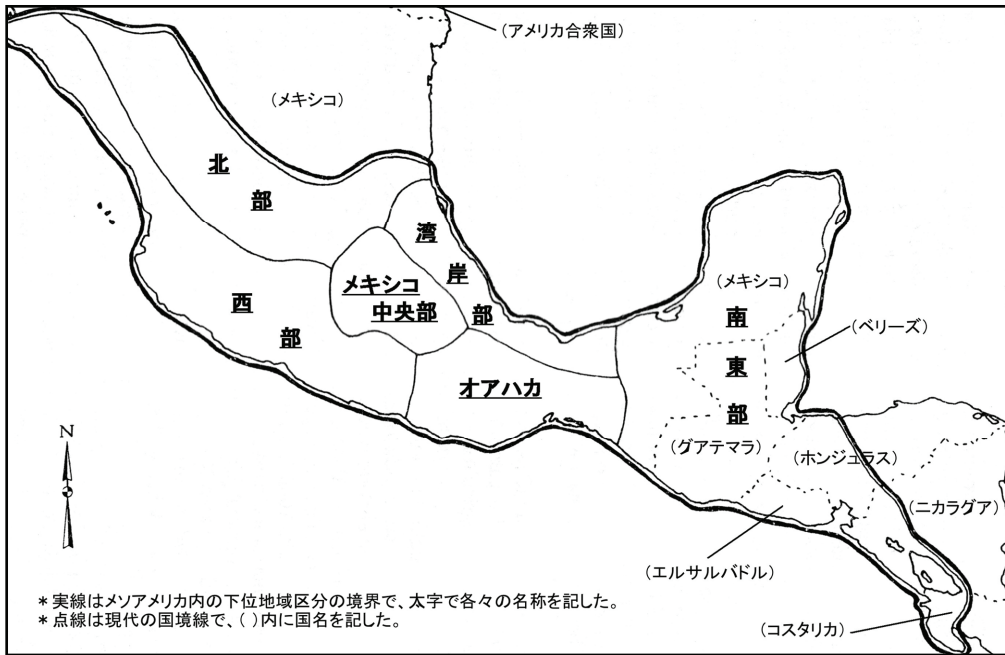 (アメリカ合衆国)
(メキシコ)
北
部
湾
岸
部
メキシコ
中央部
西
部
オアハカ
(メキシコ)
南
東
部
(ベリーズ)
(グアテマラ)
(ホンジュラス)
(ニカラグア)
(エルサルバドル)
(コスタリカ)
N
*実線はメソアメリカ内の下位地域区分の境界で、太字で各々の名称を記した。
*点線は現代の国境線で、( )内に国名を記した。